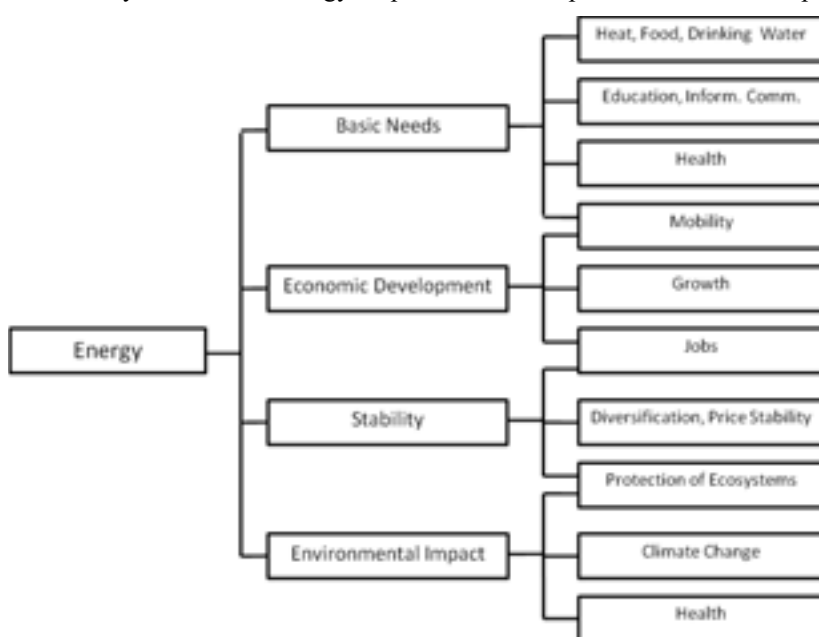 Heat, Food, Drinking Water
Education, Inform. Comm.
Basic Needs
Health
Mobility
Economic Development
Growth
Energy
Jobs
Stability
Diversification, Price Stability
Protection of Ecosystems
Environmental Impact
Climate Change
Health